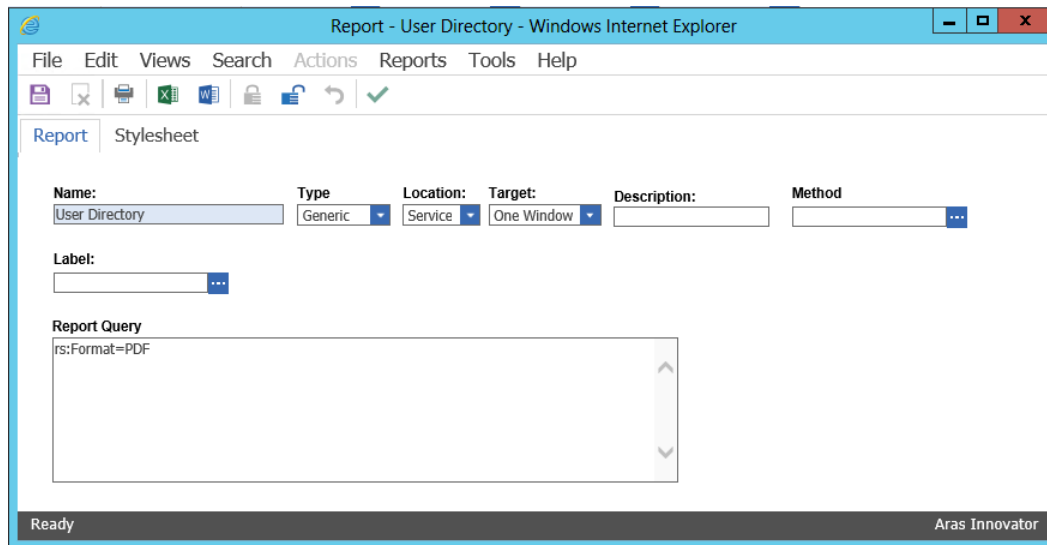 Report - User Directory - Windows Internet Explorer
File Edit Views Search Actions Reports Tools Help
Report Stylesheet
Name: Type Location: Target: Description: Method
User Directory Generic Service One Window
Label:
Report Query
rs:Format=PDF
Ready Aras Innovator